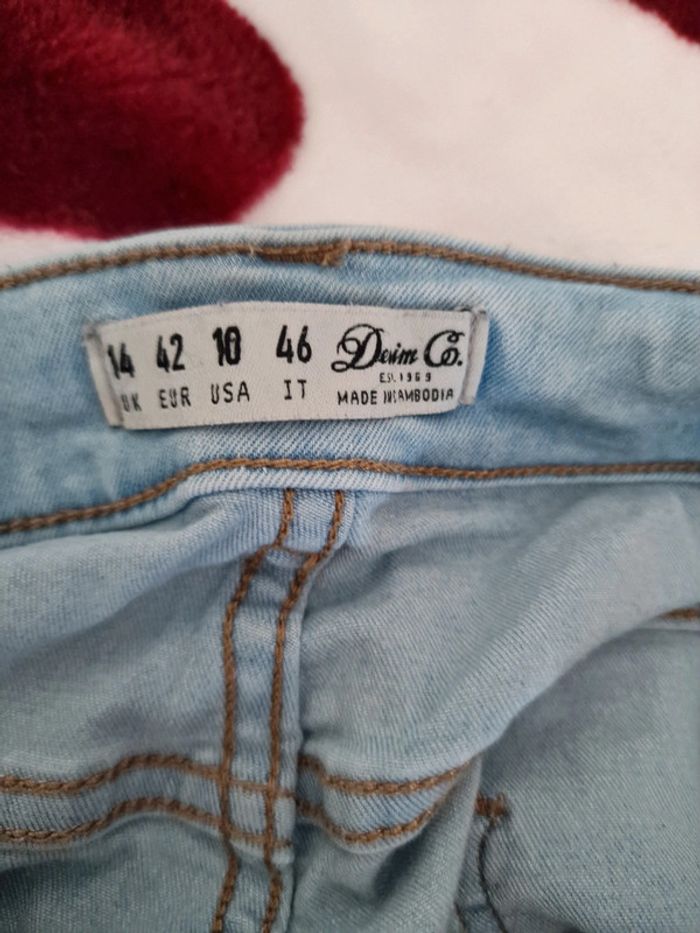 14 42 10 46 Denim Co.
UK EUR USA IT EST. 1969
MADE IN CAMBODIA